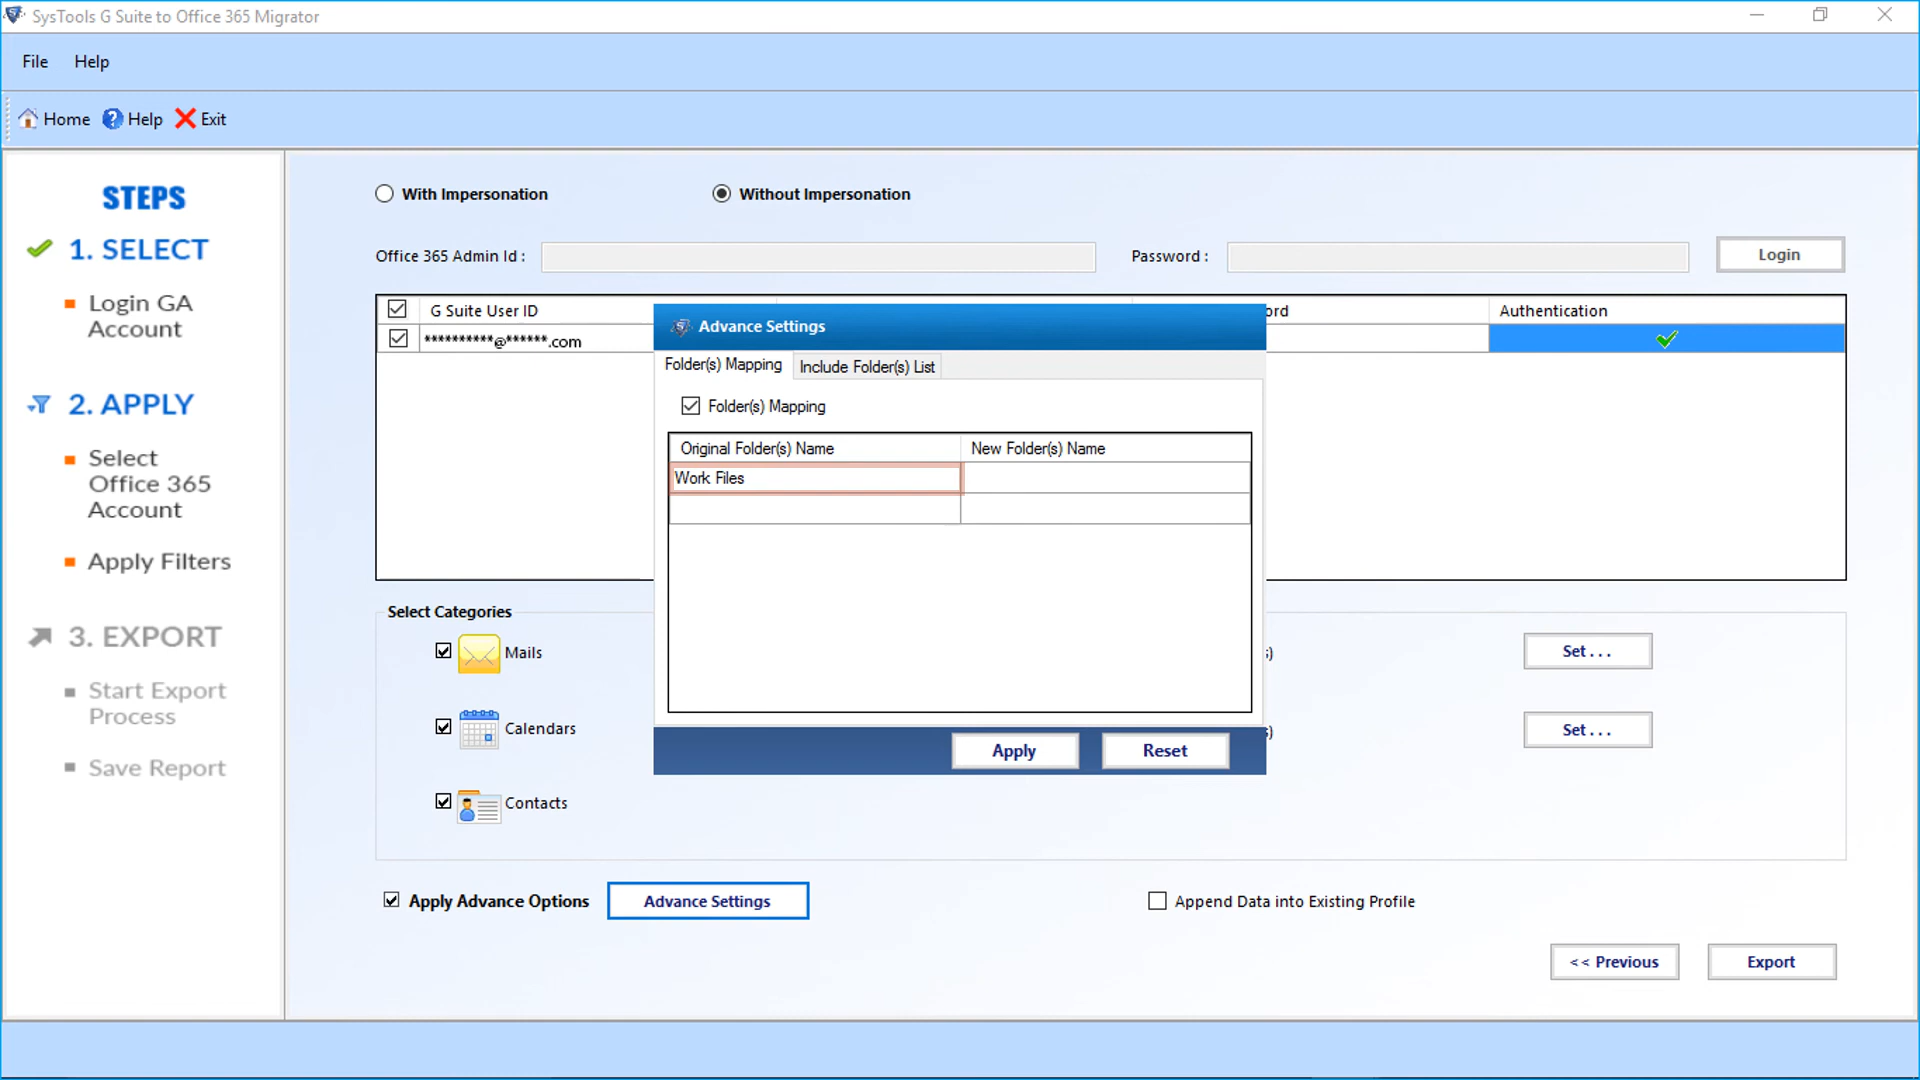 SysTools G Suite to Office 365 Migrator
File Help
Home Help Exit
STEPS
1. SELECT
Login GA
Account
2. APPLY
Select
Office 365
Account
Apply Filters
3. EXPORT
Start Export
Process
Save Report
With Impersonation Without Impersonation
Office 365 Admin Id : Password : Login
G Suite User ID ord Authentication
**********@******.com
Advance Settings
Folder(s) Mapping Include Folder(s) List
Folder(s) Mapping
Original Folder(s) Name New Folder(s) Name
Work Files
Apply Reset
Select Categories
Mails s) Set . . .
Calendars ) Set . . .
Contacts
Apply Advance Options Advance Settings Append Data into Existing Profile
<< Previous Export